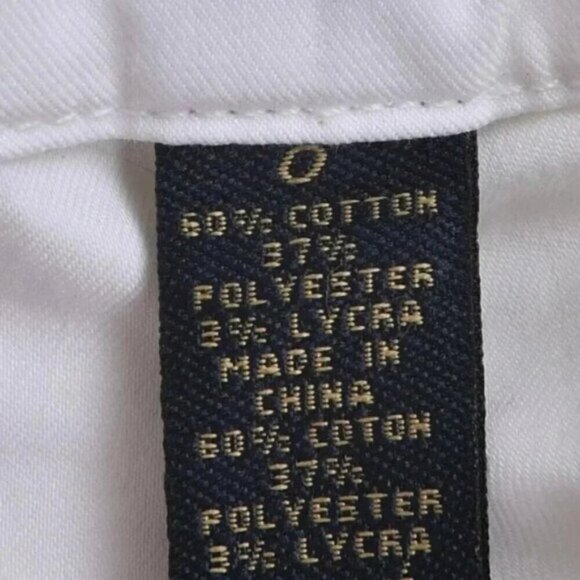 0
60% COTTON
37%
POLYESTER
3% LYCRA
MADE IN
CHINA
60% COTON
37%
POLYESTER
3% LYCRA